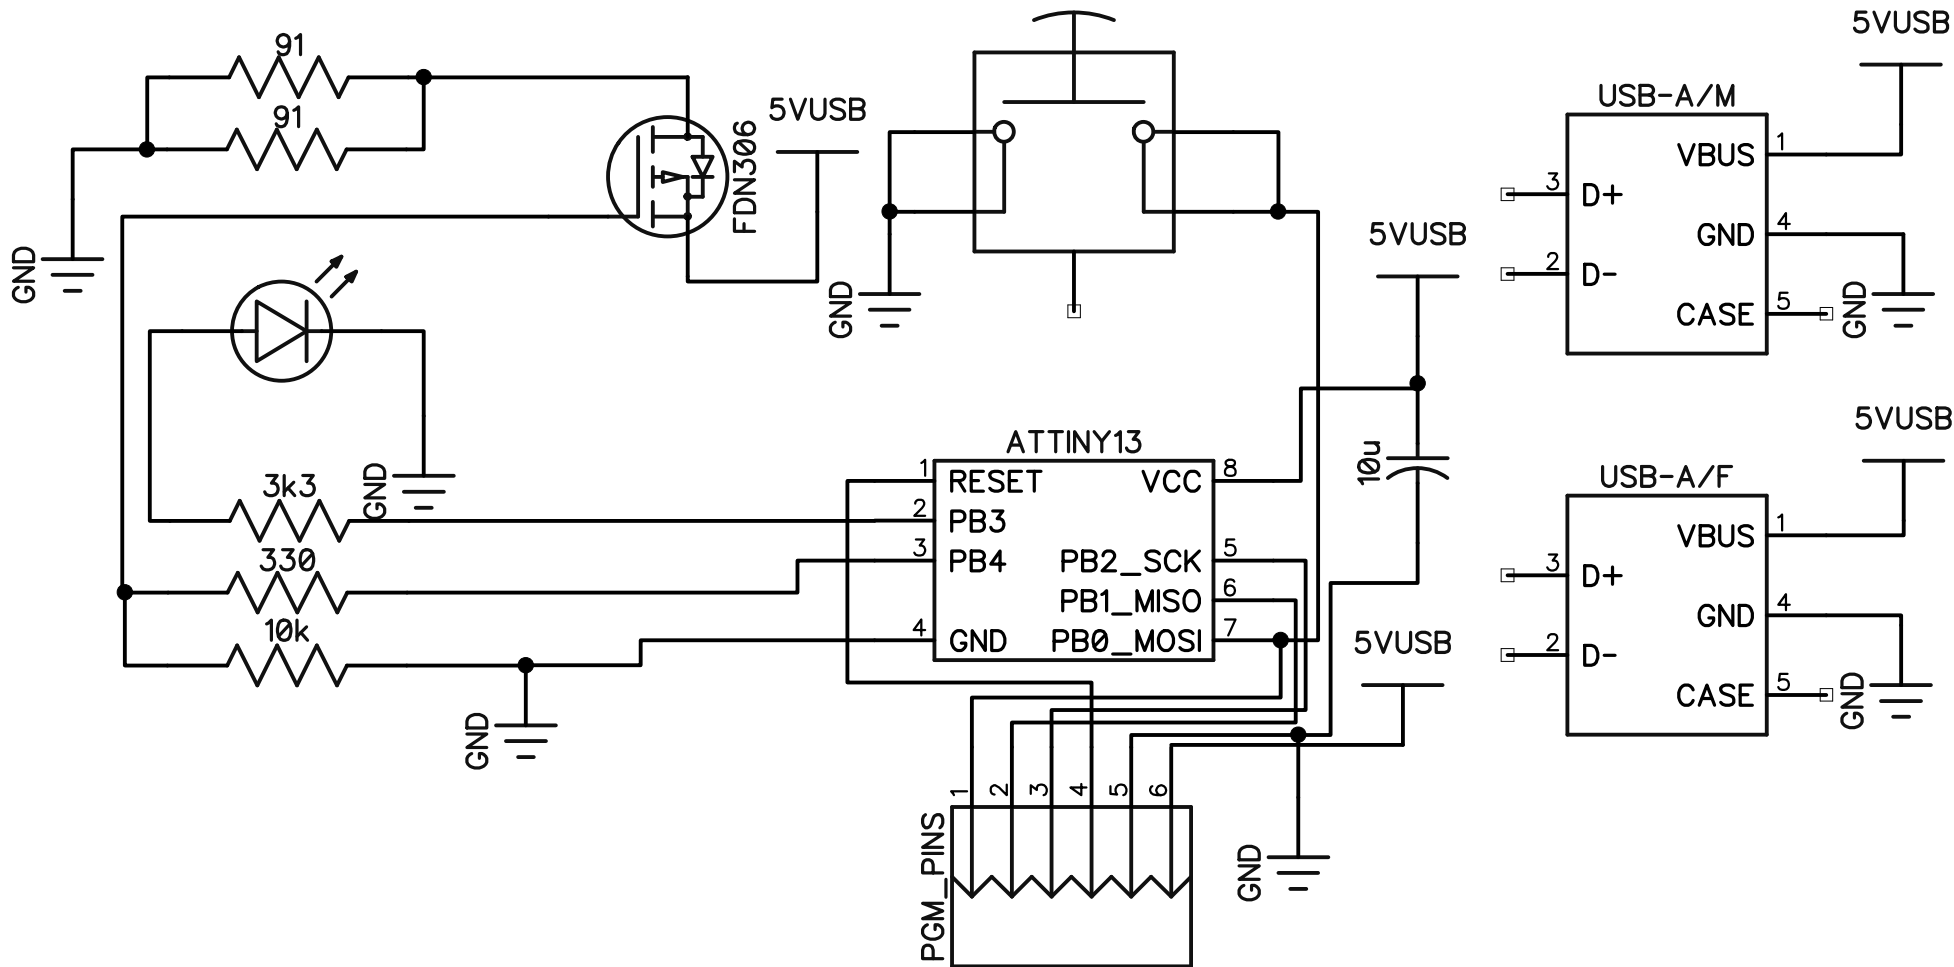 91
91
5VUSB
FDN306
GND
GND
5VUSB
USB-A/M
VBUS
1
3
D+
GND
4
2
D-
CASE
5
GND
5VUSB
10u
GND
3k3
330
10k
GND
ATTINY13
1
RESET
VCC
8
2
PB3
3
PB4
PB2_SCK
5
PB1_MISO
6
4
GND
PB0_MOSI
7
5VUSB
5VUSB
USB-A/F
VBUS
1
3
D+
GND
4
2
D-
CASE
5
GND
1
2
3
4
5
6
PGM_PINS
GND